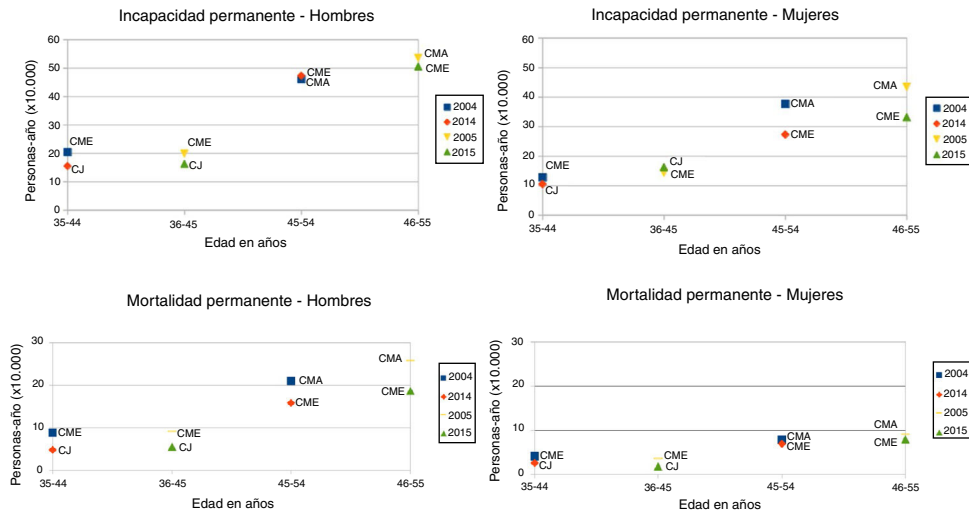 Incapacidad permanente - Hombres
Personas-año (x10.000)
60
50
40
30
20
10
0
CME
CJ
CME
CJ
CME
CMA
CMA
CME
35-44
36-45
45-54
46-55
Edad en años
2004
2014
2005
2015
Incapacidad permanente - Mujeres
Personas-año (x10.000)
60
50
40
30
20
10
0
CME
CJ
CJ
CME
CMA
CME
CMA
CME
35-44
36-45
45-54
46-55
Edad en años
2004
2014
2005
2015
Mortalidad permanente - Hombres
Personas-año (x10.000)
30
20
10
0
CME
CJ
CME
CJ
CMA
CME
CMA
CME
35-44
36-45
45-54
46-55
Edad en años
2004
2014
2005
2015
Mortalidad permanente - Mujeres
Personas-año (x10.000)
30
20
10
0
CME
CJ
CME
CJ
CMA
CME
CMA
CME
35-44
36-45
45-54
46-55
Edad en años
2004
2014
2005
2015